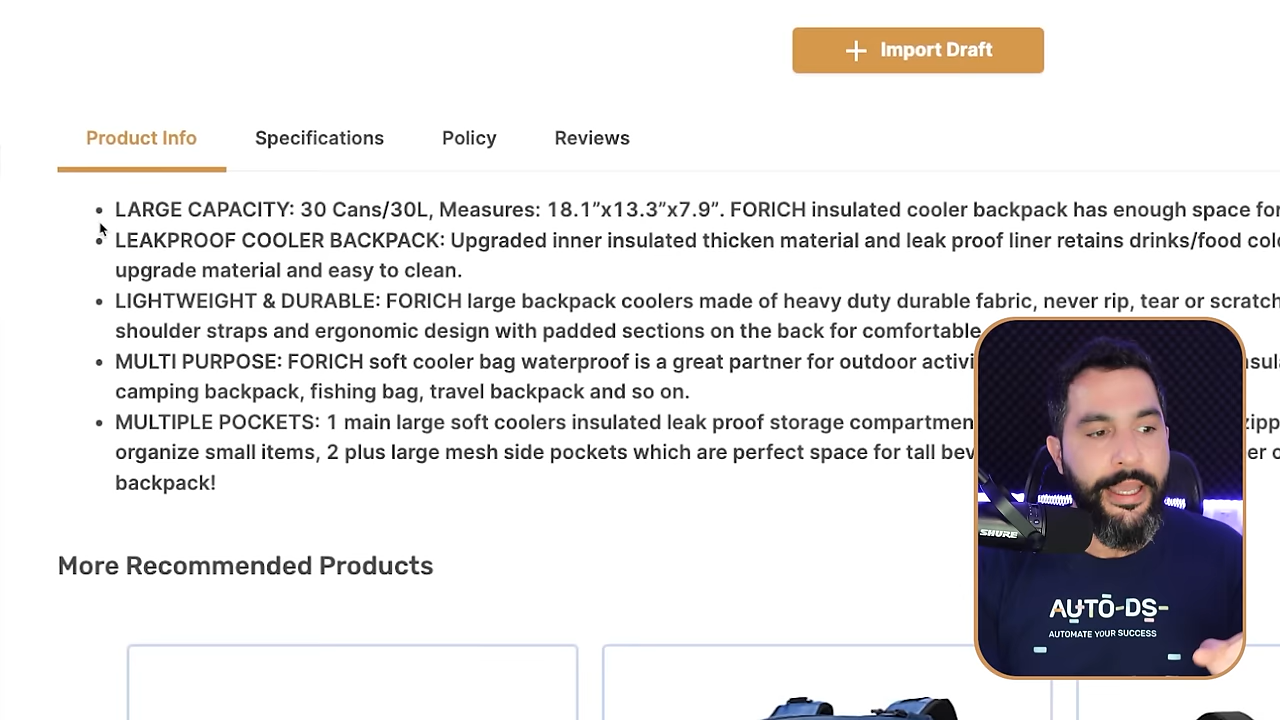 Import Draft
Product Info Specifications Policy Reviews
LARGE CAPACITY: 30 Cans/30L, Measures: 18.1”x13.3”x7.9”. FORICH insulated cooler backpack has enough space for
LEAKPROOF COOLER BACKPACK: Upgraded inner insulated thicken material and leak proof liner retains drinks/food
upgrade material and easy to clean.
LIGHTWEIGHT & DURABLE: FORICH large backpack coolers made of heavy duty durable fabric, never rip, tear or scratch
shoulder straps and ergonomic design with padded sections on the back for comfortable
MULTI PURPOSE: FORICH soft cooler bag waterproof is a great partner for outdoor
camping backpack, fishing bag, travel backpack and so on.
MULTIPLE POCKETS: 1 main large soft coolers insulated leak proof storage
organize small items, 2 plus large mesh side pockets which are perfect space for tall
backpack!
More Recommended Products
SHURE
AUTO-DS-
AUTOMATE YOUR SUCCESS